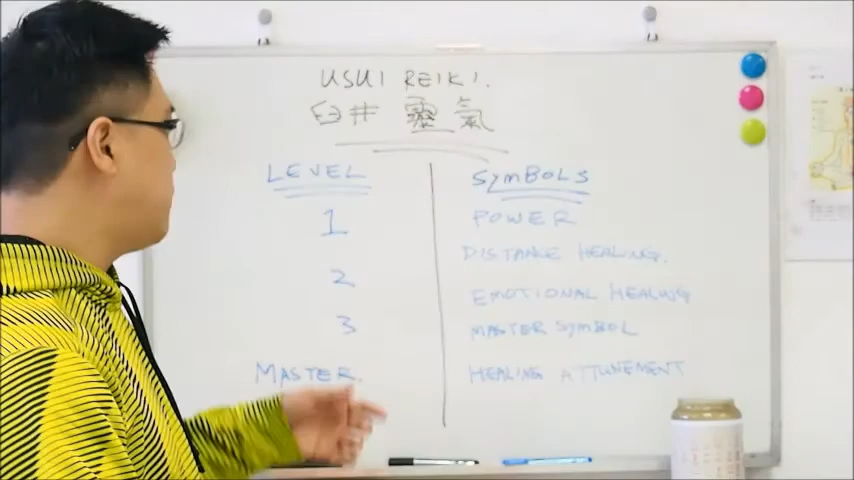 USUI REIKI.
臼井 靈氣
LEVEL SYMBOLS
1 POWER
DISTANCE HEALING.
2 EMOTIONAL HEALING
3 MASTER SYMBOL
MASTER. HEALING ATTUNEMENT